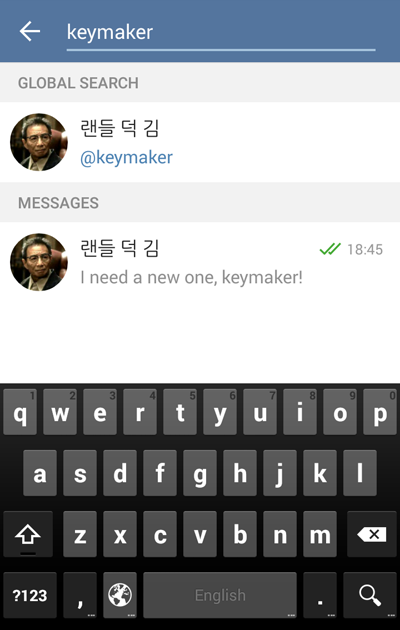 keymaker
GLOBAL SEARCH
랜들 덕 김
@keymaker
MESSAGES
랜들 덕 김 18:45
I need a new one, keymaker!
1 2 3 4 5 6 7 8 9 0
q w e r t y u i o p
a s d f g h j k l
z x c v b n m
?123 , English .